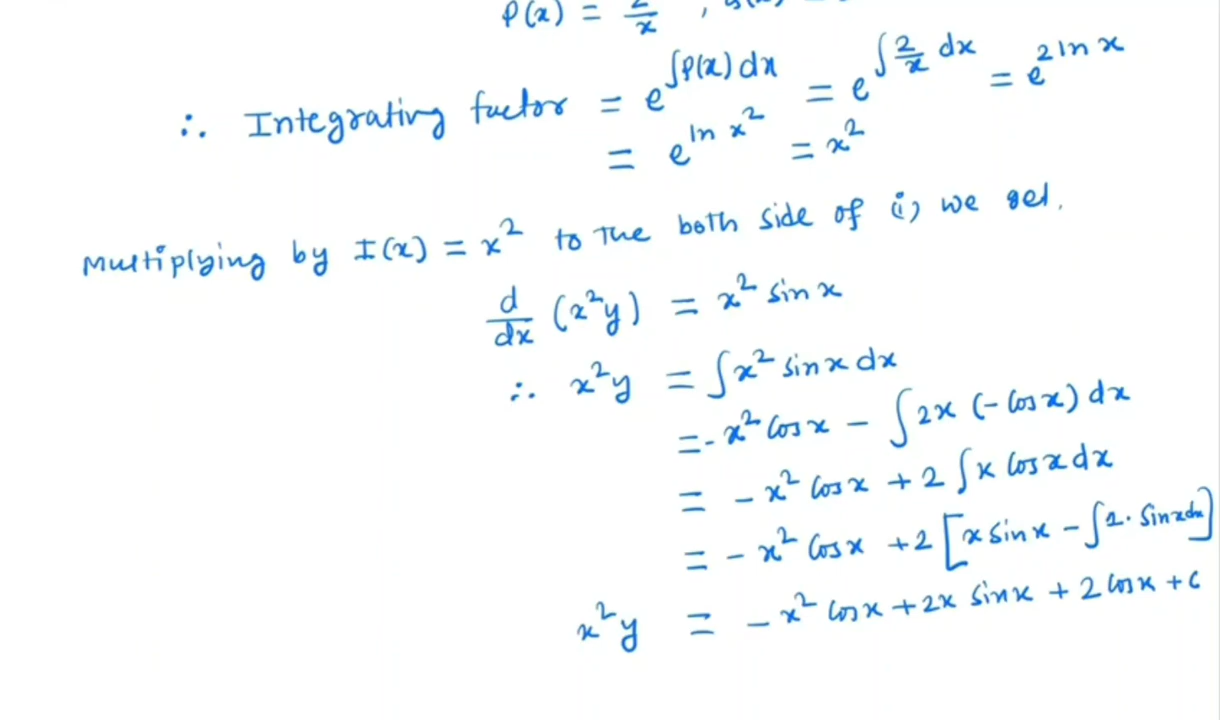 P(x) = 2/x ,
∴ Integrating factor = e^∫P(x)dx = e^∫2/x dx = e^2 ln x
= e^ln x² = x²
Multiplying by I(x) = x² to the both side of (i) we get.
d/dx (x²y) = x² sin x
∴ x²y = ∫x² sin x dx
= - x² cos x - ∫2x (- cos x) dx
= - x² cos x + 2 ∫x cos x dx
= - x² cos x + 2 [x sin x - ∫1. sin x dx]
x²y = - x² cos x + 2x sin x + 2 cos x + c